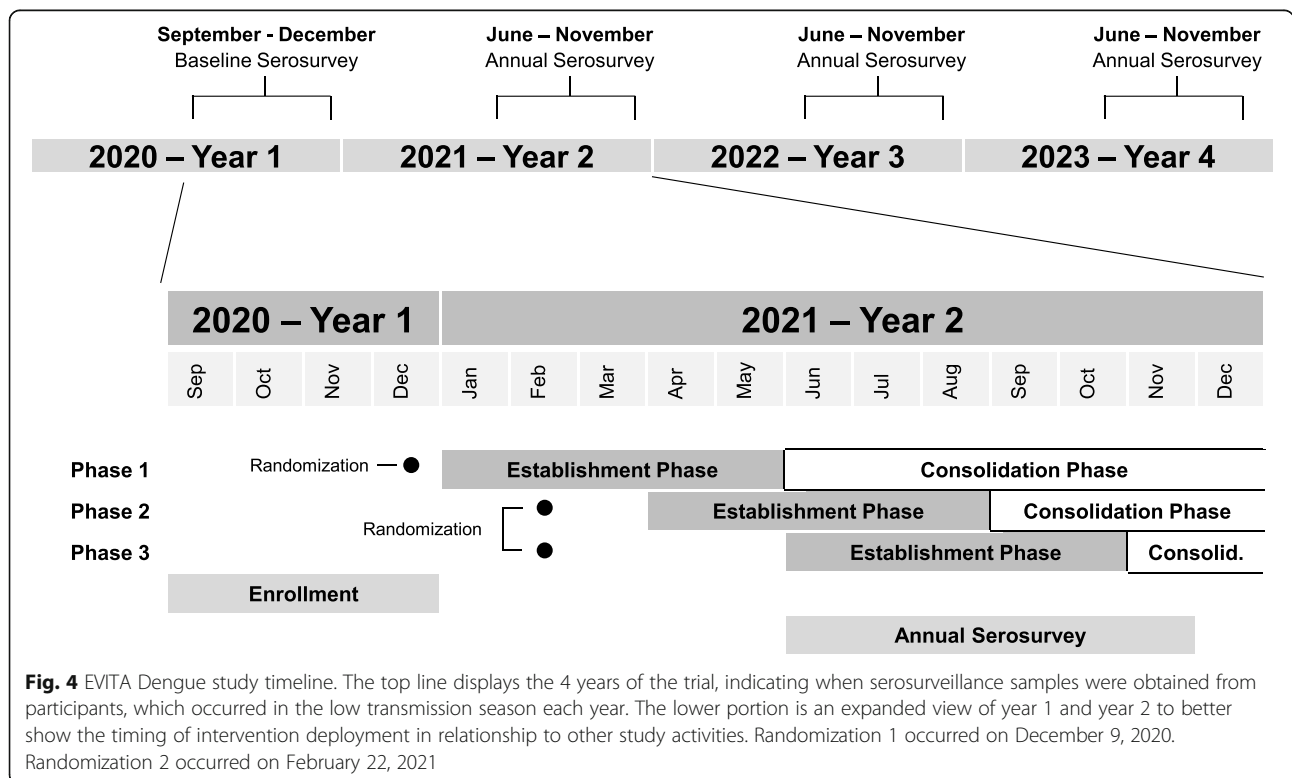 September - December
Baseline Serosurvey
June – November
Annual Serosurvey
June – November
Annual Serosurvey
June – November
Annual Serosurvey
2020 – Year 1
2021 – Year 2
2022 – Year 3
2023 – Year 4
2020 – Year 1
2021 – Year 2
Sep
Oct
Nov
Dec
Jan
Feb
Mar
Apr
May
Jun
Jul
Aug
Sep
Oct
Nov
Dec
Phase 1
Randomization
Establishment Phase
Consolidation Phase
Phase 2
Randomization
Establishment Phase
Consolidation Phase
Phase 3
Establishment Phase
Consolid.
Enrollment
Annual Serosurvey
Fig. 4 EVITA Dengue study timeline. The top line displays the 4 years of the trial, indicating when serosurveillance samples were obtained from
participants, which occurred in the low transmission season each year. The lower portion is an expanded view of year 1 and year 2 to better
show the timing of intervention deployment in relationship to other study activities. Randomization 1 occurred on December 9, 2020.
Randomization 2 occurred on February 22, 2021